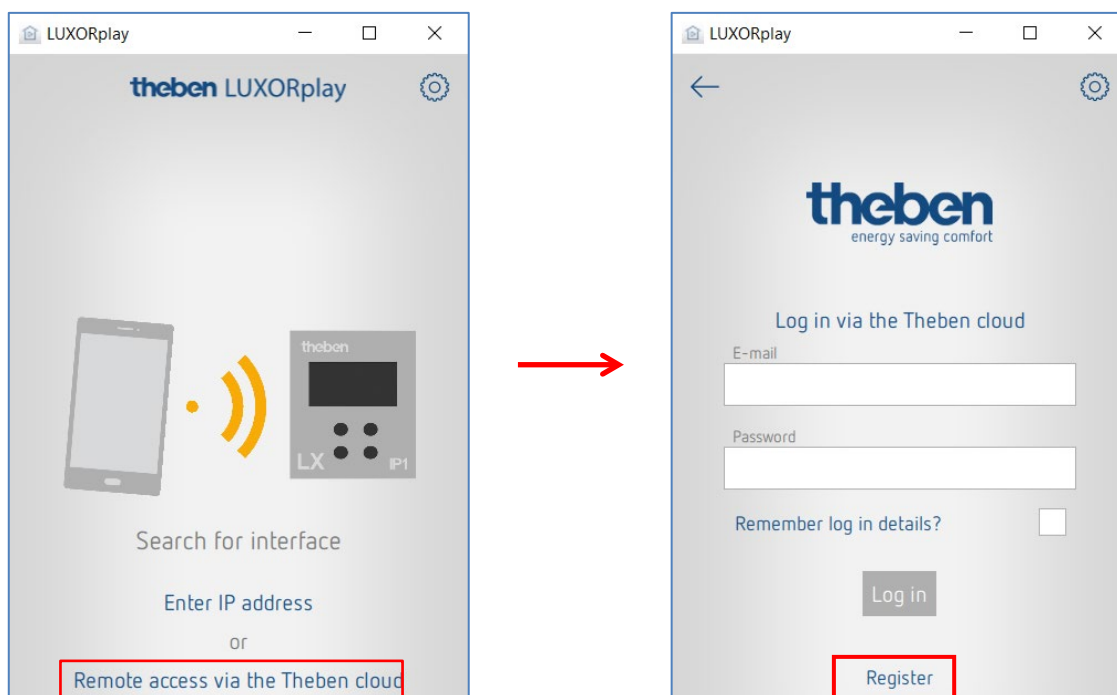 LUXORplay
theben LUXORplay
theben
LX IP1
Search for interface
Enter IP address
or
Remote access via the Theben cloud
LUXORplay
theben
energy saving comfort
Log in via the Theben cloud
E-mail
Password
Remember log in details?
Log in
Register